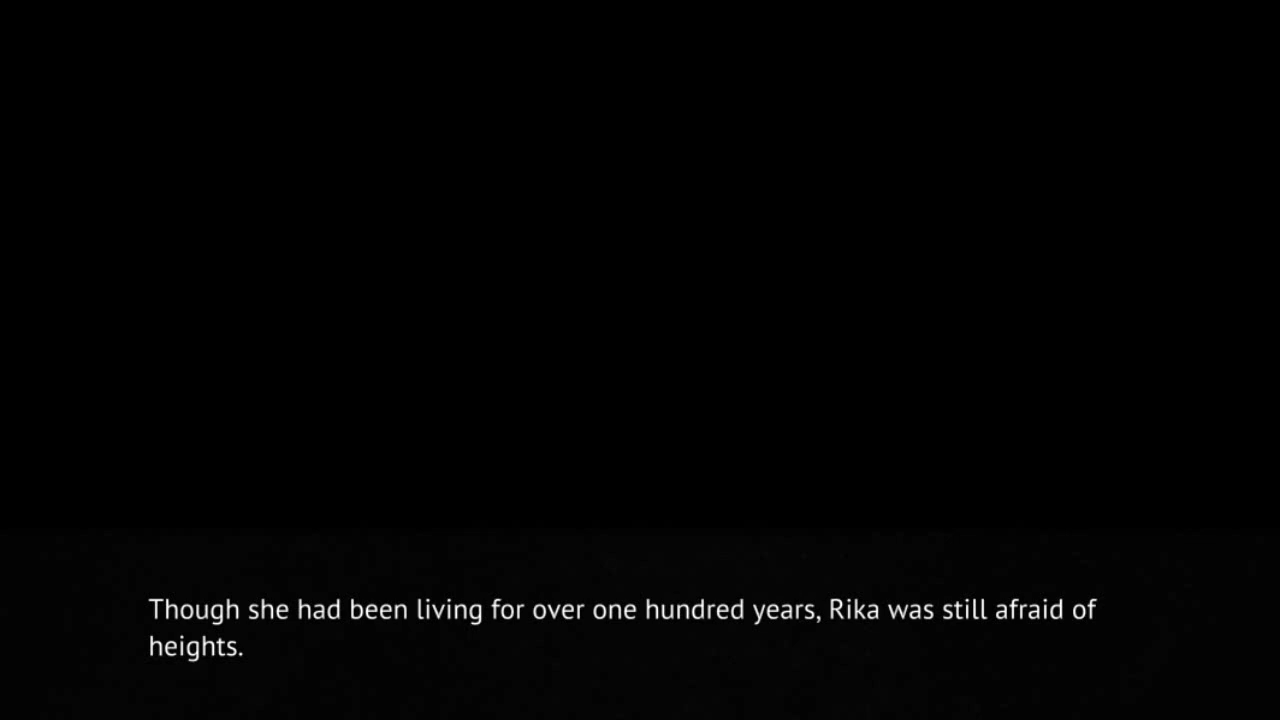 Though she had been living for over one hundred years, Rika was still afraid of
heights.